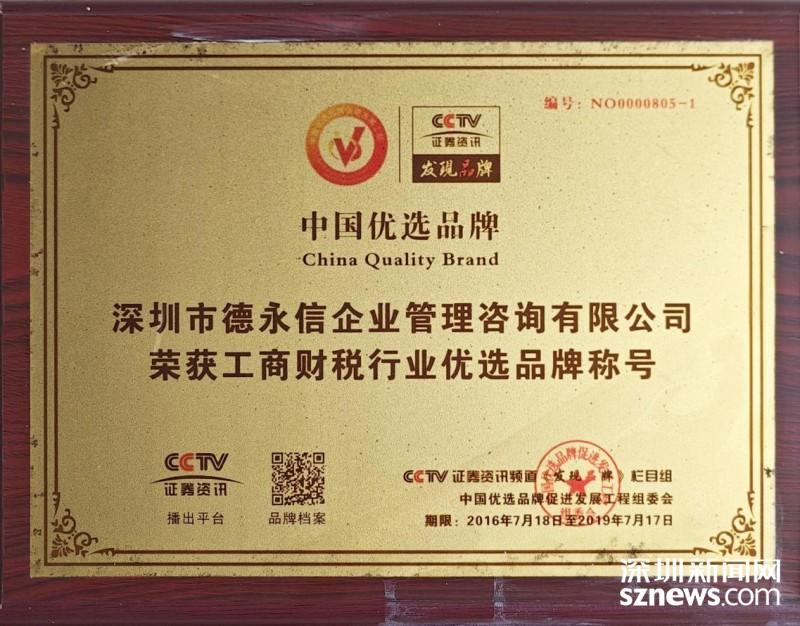 编号：NO0000805-1
CCTV
证券资讯
发现品牌
中国优选品牌
China Quality Brand
深圳市德永信企业管理咨询有限公司
荣获工商财税行业优选品牌称号
CCTV
证券资讯
播出平台
品牌档案
CCTV 证券资讯频道《发现品牌》栏目组
中国优选品牌促进发展工程组委会
期限：2016年7月18日至2019年7月17日
组委会
深圳新闻网
sznews.com